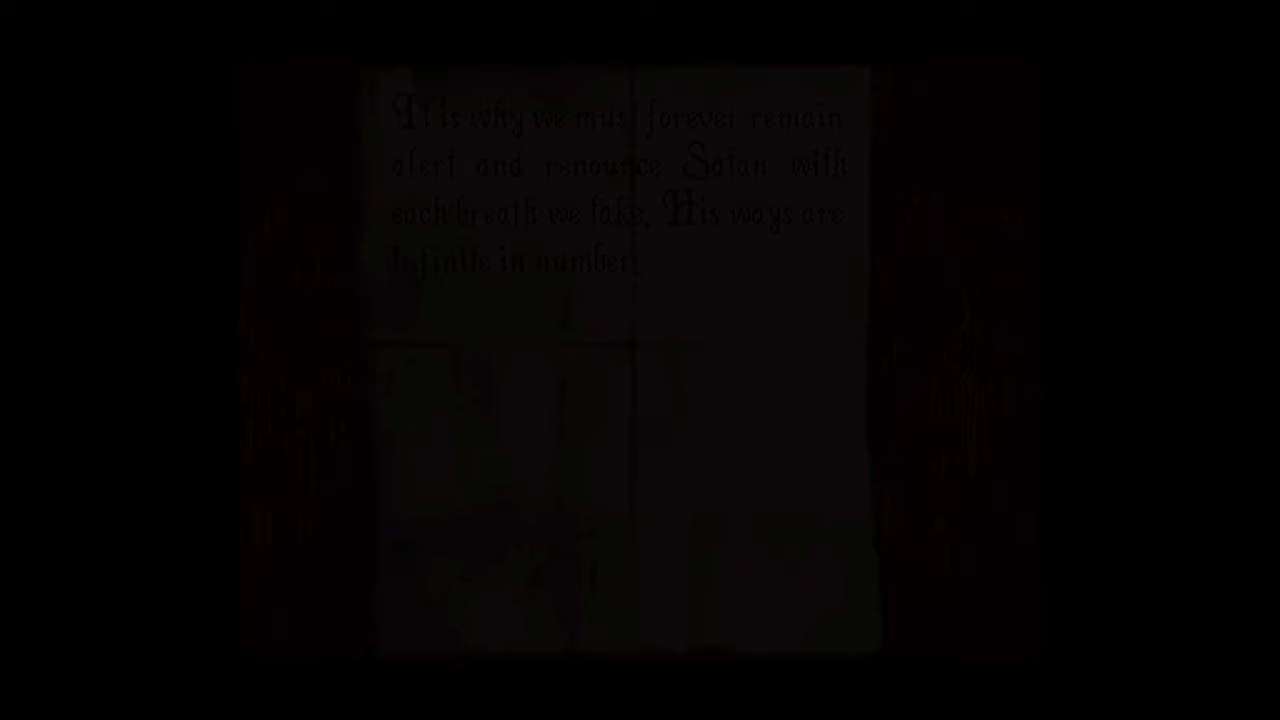 It is why we must forever remain
alert and renounce Satan with
each breath we take. His ways are
infinite in number.